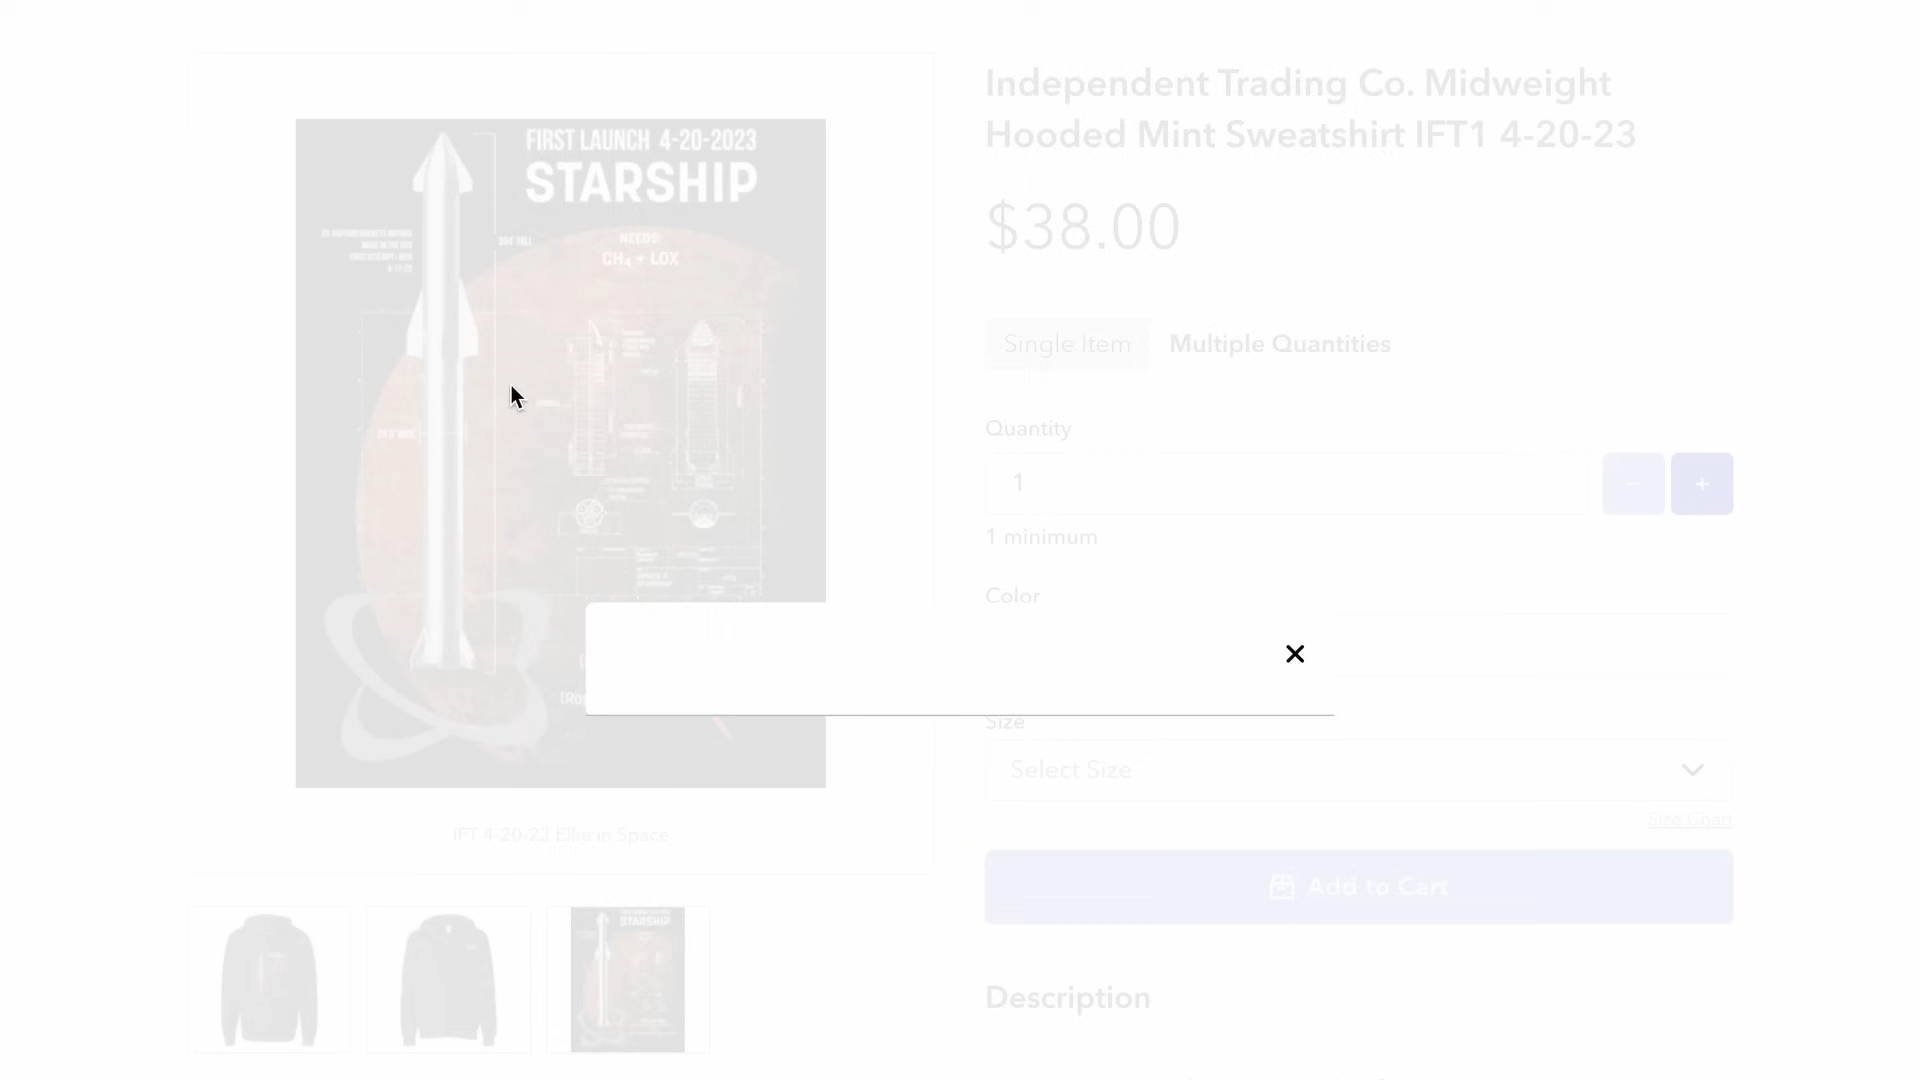 FIRST LAUNCH 4-20-2023
STARSHIP
NEEDS:
CH₄ + LOX
IFT 4-20-23 Ellie in Space
STARSHIP
Independent Trading Co. Midweight
Hooded Mint Sweatshirt IFT1 4-20-23
$38.00
Single Item
Multiple Quantities
Quantity
1
− +
1 minimum
Color
Size
Select Size
Size Chart
Add to Cart
Description